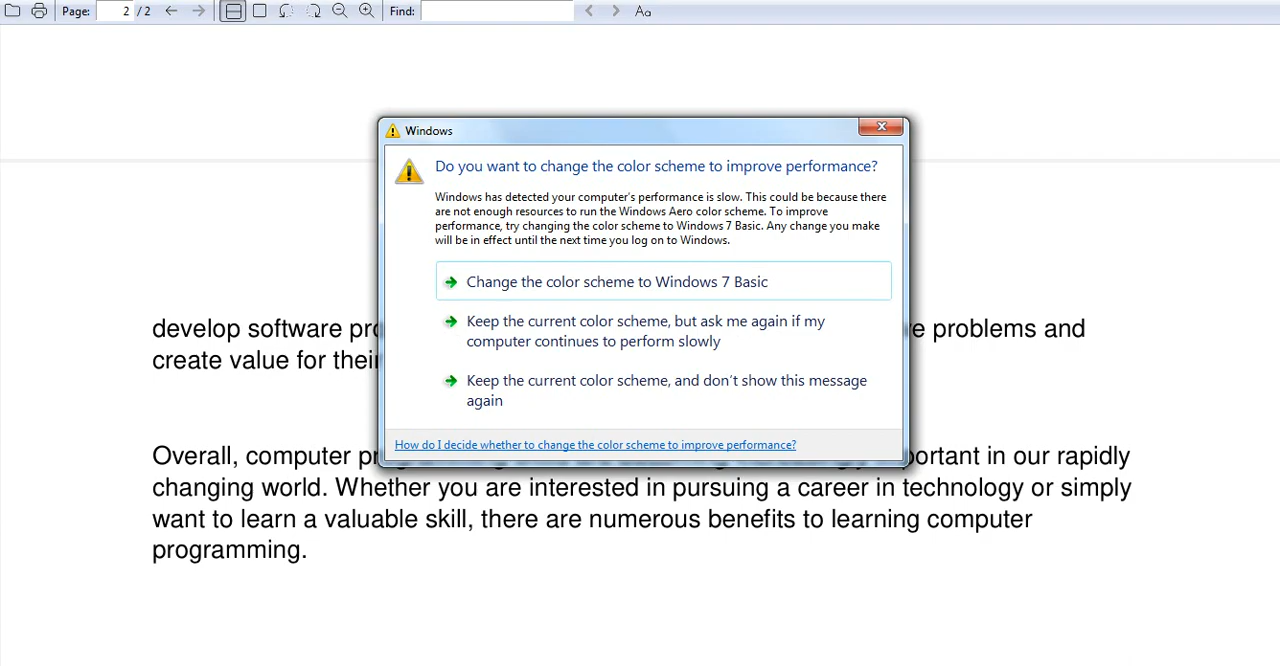 Page: 2 / 2 Find: Aa
Windows
Do you want to change the color scheme to improve performance?
Windows has detected your computer's performance is slow. This could be because there
are not enough resources to run the Windows Aero color scheme. To improve
performance, try changing the color scheme to Windows 7 Basic. Any change you make
will be in effect until the next time you log on to Windows.
Change the color scheme to Windows 7 Basic
Keep the current color scheme, but ask me again if my
computer continues to perform slowly
Keep the current color scheme, and don't show this message
again
How do I decide whether to change the color scheme to improve performance?
develop software problems and
create value for their
Overall, computer in our rapidly
changing world. Whether you are interested in pursuing a career in technology or simply
want to learn a valuable skill, there are numerous benefits to learning computer
programming.